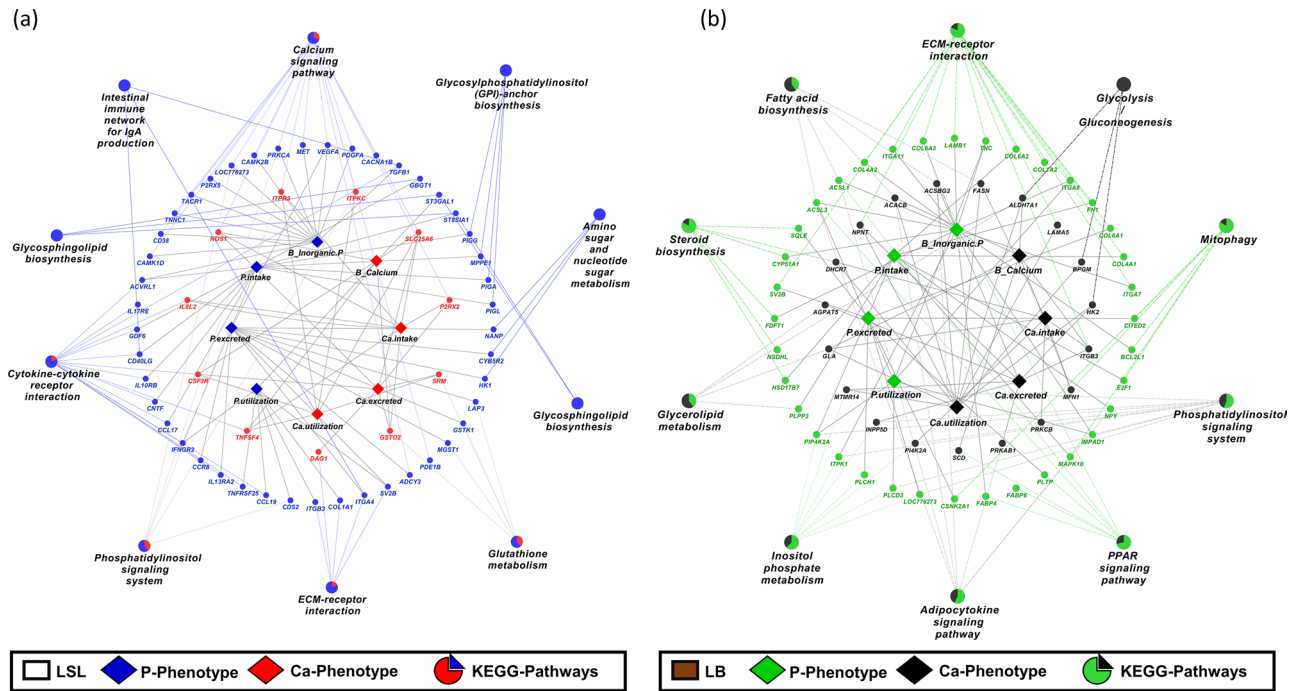 (a)
Calcium
signaling
pathway
Glycosylphosphatidylinositol
(GPI)-anchor
biosynthesis
Intestinal
immune
network
for IgA
production
MET
VEGFA
PRKCA
PDGFA
CAMK2B
CACNA1B
LOC776273
TGFB1
P2RX5
GBGT1
TACR1
ITPR3
ITPKC
ST3GAL1
TNNC1
ST8SIA1
NOS1
SLC25A6
CD38
PIGG
Glycosphingolipid
biosynthesis
B_Inorganic.P
B_Calcium
Amino
sugar
and
nucleotide
sugar
metabolism
CAMK1D
MPPE1
P.intake
ACVRL1
PIGA
IL17RE
IL8L2
P2RX2
PIGL
GDF6
P.excreted
Ca.intake
NANP
CD40LG
CYB5R2
Cytokine-cytokine
receptor
interaction
IL10RB
CSF3R
SRM
HK1
CNTF
P.utilization
Ca.excreted
LAP3
Glycosphingolipid
biosynthesis
CCL17
Ca.utilization
GSTK1
IFNGR2
TNFSF4
GSTO2
MGST1
CCR8
DAG1
PDE1B
IL13RA2
ADCY3
TNFRSF25
SV2B
CCL19
ITGA4
CDS2
ITGB3
COL1A1
Phosphatidylinositol
signaling
system
Glutathione
metabolism
ECM-receptor
interaction
LSL
P-Phenotype
Ca-Phenotype
KEGG-Pathways
(b)
ECM-receptor
interaction
Fatty acid
biosynthesis
Glycolysis
/
Gluconeogenesis
LAMB1
TNC
COL6A3
COL6A2
ITGA11
COL1A2
COL4A2
ITGA8
ACSL1
ACSBG2
FASN
ACACB
ALDH7A1
ACSL3
FN1
SQLE
NPNT
LAMA5
COL6A1
Steroid
biosynthesis
B_Inorganic.P
Mitophagy
CYP51A1
DHCR7
P.intake
B_Calcium
BPGM
COL4A1
SV2B
AGPAT5
ITGA7
FDFT1
P.excreted
Ca.intake
HK2
CITED2
NSDHL
GLA
ITGB3
BCL2L1
HSD17B7
E2F1
Glycerolipid
metabolism
PLPP3
MTMR14
P.utilization
Ca.excreted
MFN1
NPY
Phosphatidylinositol
signaling
system
Ca.utilization
PIP4K2A
INPP5D
PRKCB
IMPAD1
ITPK1
PI4K2A
SCD
PRKAB1
MAPK10
PLCH1
PLTP
PLCD3
LOC776273
CSNK2A1
FABP4
FABP6
Inositol
phosphate
metabolism
PPAR
signaling
pathway
Adipocytokine
signaling
pathway
LB
P-Phenotype
Ca-Phenotype
KEGG-Pathways